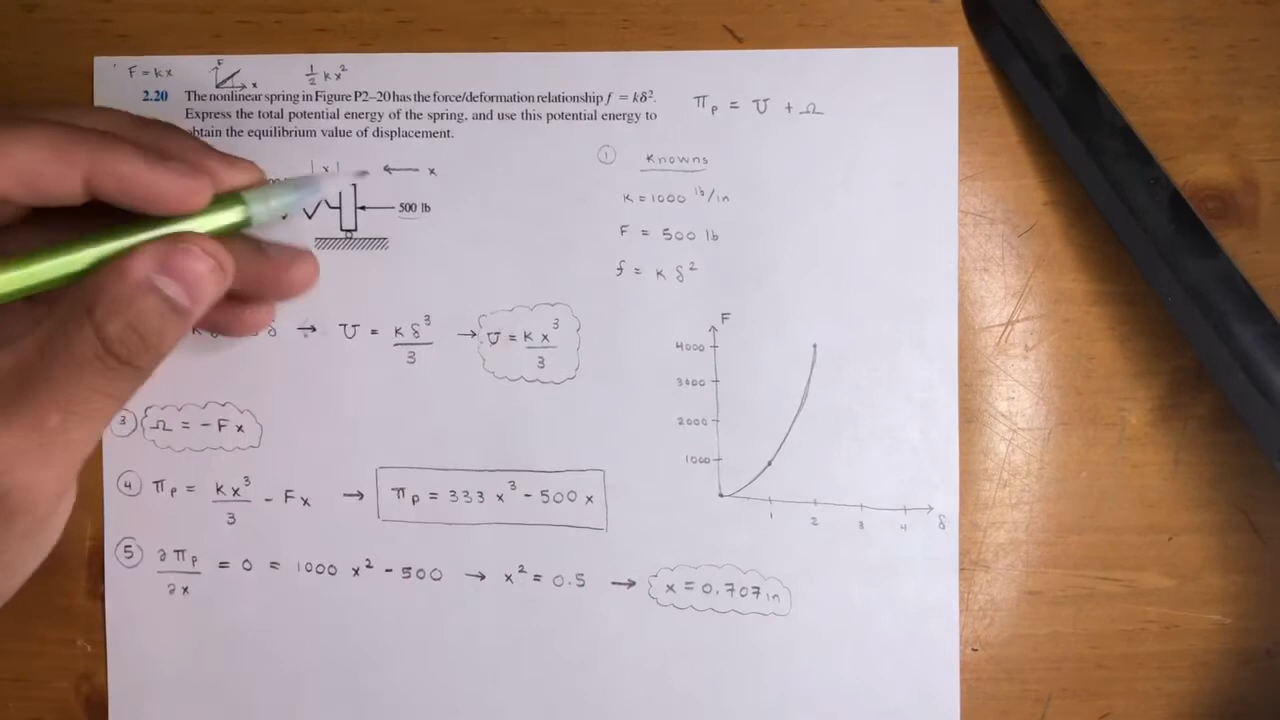 F = kx F x ½ kx²
2.20 The nonlinear spring in Figure P2–20 has the force/deformation relationship f = kδ².
Express the total potential energy of the spring, and use this potential energy to
obtain the equilibrium value of displacement.
πp = U + Ω
① Knowns
|x| ← x
K = 1000 lb/in
500 lb
F = 500 lb
f = K δ²
δ → U = Kδ³/3 → U = Kx³/3
F
4000
3000
2000
1000
1 2 3 4 δ
③ Ω = -Fx
④ πp = Kx³/3 - Fx → πp = 333 x³ - 500 x
⑤ ∂πp/∂x = 0 = 1000 x² - 500 → x² = 0.5 → x = 0.707 in